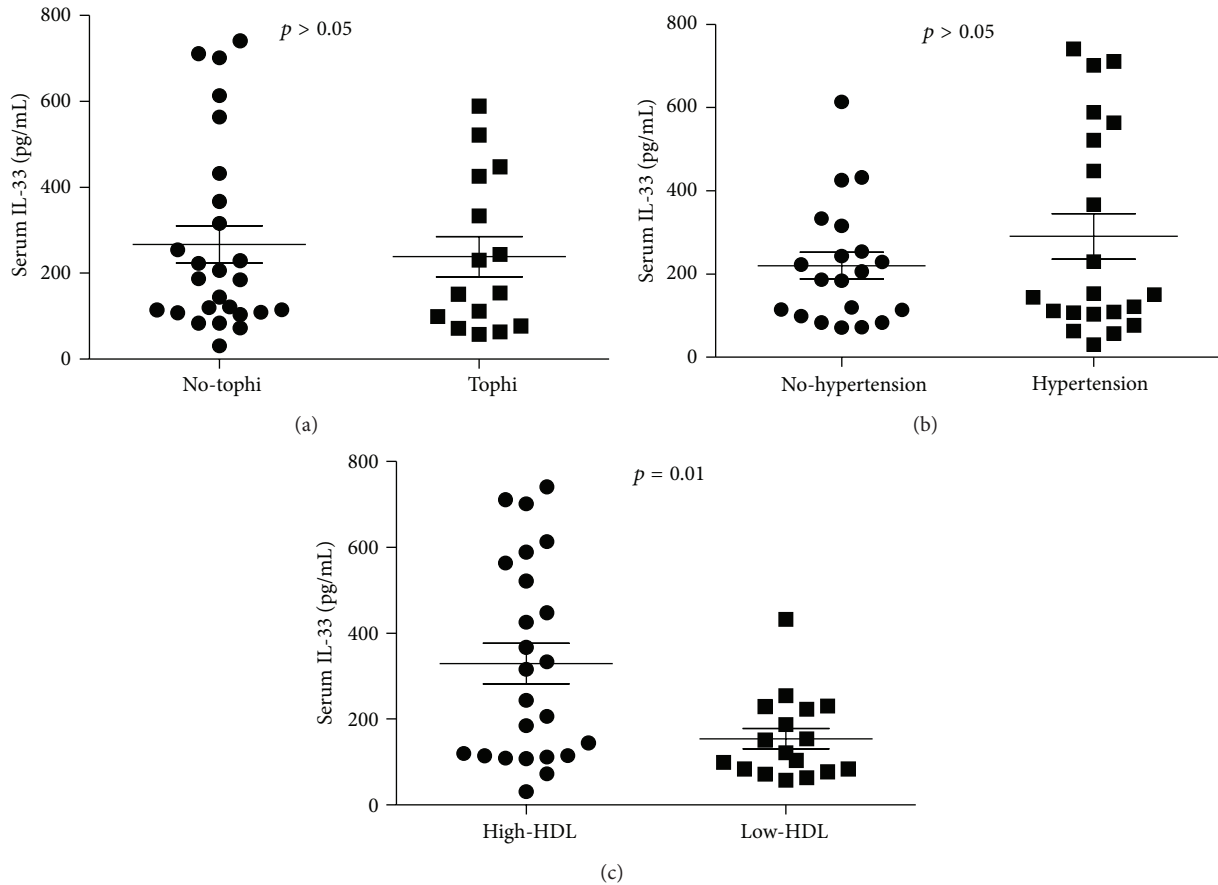 800
600
400
200
0
Serum IL-33 (pg/mL)
p > 0.05
No-tophi
Tophi
(a)
800
600
400
200
0
Serum IL-33 (pg/mL)
p > 0.05
No-hypertension
Hypertension
(b)
800
600
400
200
0
Serum IL-33 (pg/mL)
p = 0.01
High-HDL
Low-HDL
(c)